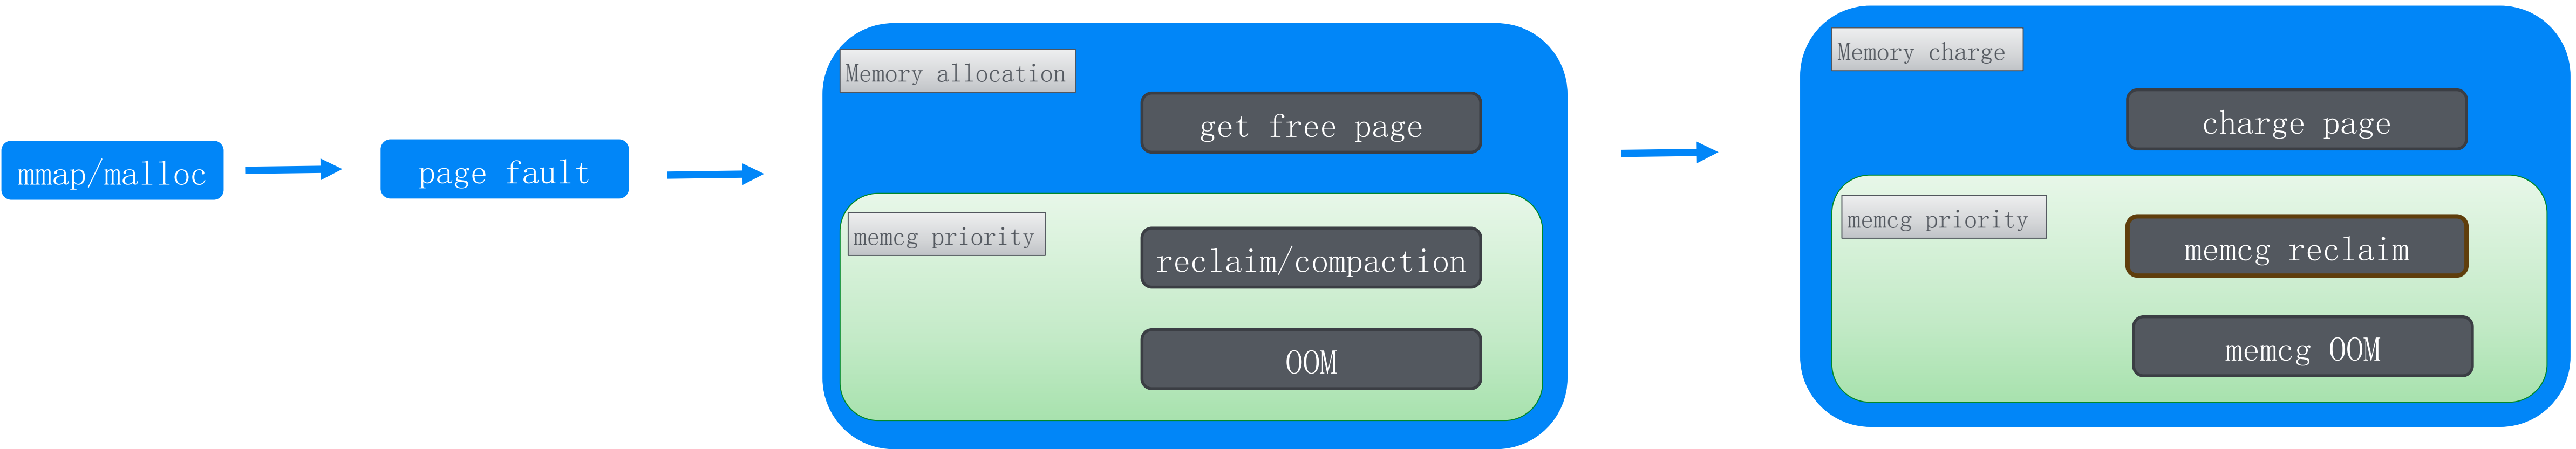 mmap/malloc
page fault
Memory allocation
get free page
memcg priority
reclaim/compaction
OOM
Memory charge
charge page
memcg priority
memcg reclaim
memcg OOM